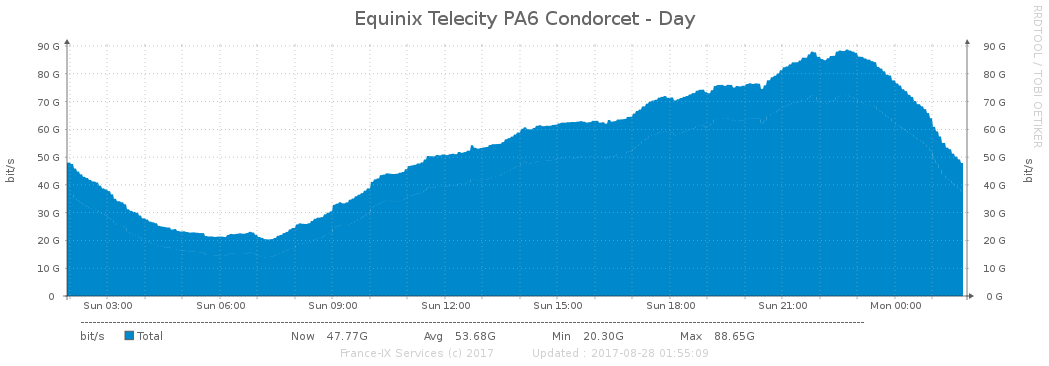 Equinix Telecity PA6 Condorcet - Day
RRDTOOL / TOBI OETIKER
bit/s
90 G 90 G
80 G 80 G
70 G 70 G
60 G 60 G
50 G 50 G
40 G 40 G
30 G 30 G
20 G 20 G
10 G 10 G
0 0 G
bit/s
Sun 03:00 Sun 06:00 Sun 09:00 Sun 12:00 Sun 15:00 Sun 18:00 Sun 21:00 Mon 00:00
bit/s Total Now 47.77G Avg 53.68G Min 20.30G Max 88.65G
France-IX Services (c) 2017 Updated : 2017-08-28 01:55:09